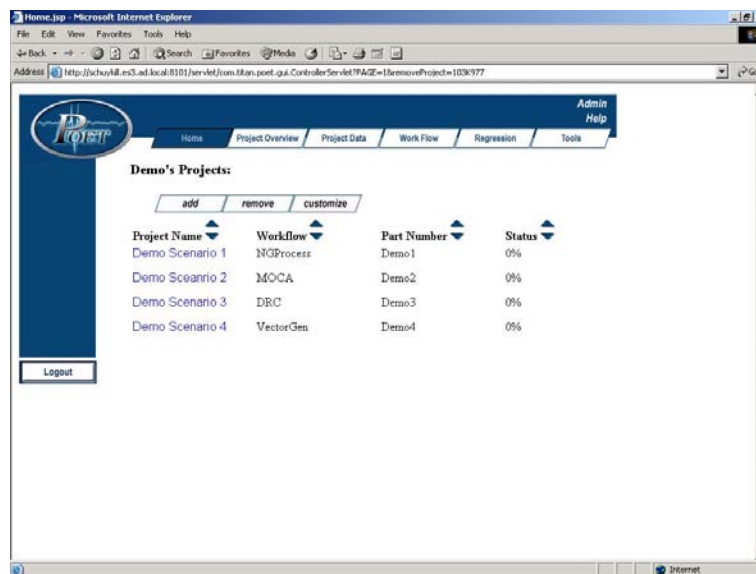 Home.jsp - Microsoft Internet Explorer
File Edit View Favorites Tools Help
Back Search Favorites Media
Address http://schuylkill.es3.ad.local:8101/servlet/com.titan.poet.gui.ControllerServlet?PAGE=1&removeProject=103K977
Admin
Help
POET
Home Project Overview Project Data Work Flow Regression Tools
Demo's Projects:
add remove customize
Project Name Workflow Part Number Status
Demo Scenario 1 NGProcess Demo1 0%
Demo Sceanrio 2 MOCA Demo2 0%
Demo Scenario 3 DRC Demo3 0%
Demo Scenario 4 VectorGen Demo4 0%
Logout
Internet